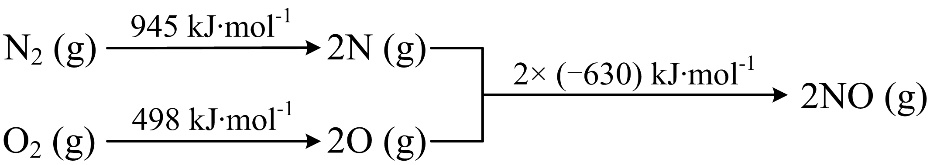 945 kJ·mol⁻¹
N₂ (g) 2N (g)
2× (−630) kJ·mol⁻¹
2NO (g)
498 kJ·mol⁻¹
O₂ (g) 2O (g)